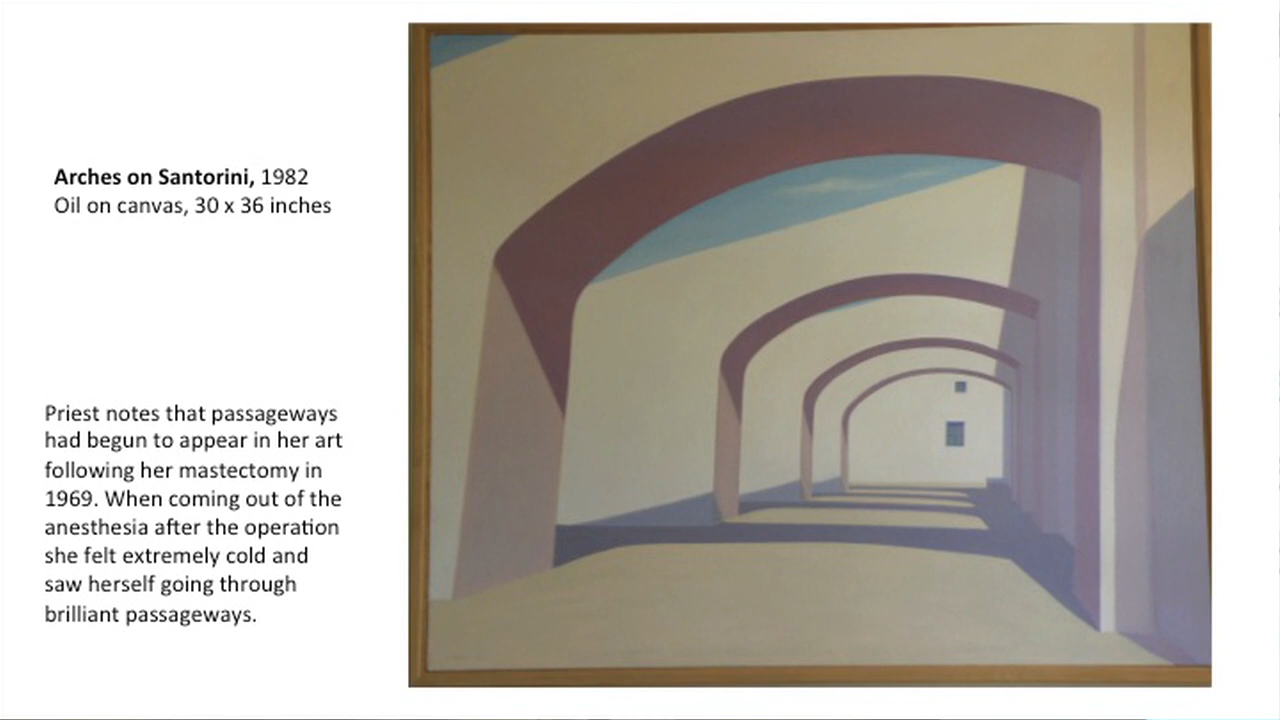 Arches on Santorini, 1982
Oil on canvas, 30 x 36 inches
Priest notes that passageways
had begun to appear in her art
following her mastectomy in
1969. When coming out of the
anesthesia after the operation
she felt extremely cold and
saw herself going through
brilliant passageways.